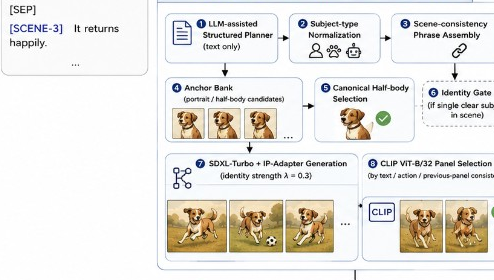 [SEP]
[SCENE-3] It returns
happily.
...
1 LLM-assisted
Structured Planner
(text only)
2 Subject-type
Normalization
3 Scene-consistency
Phrase Assembly
4 Anchor Bank
(portrait / half-body candidates)
...
5 Canonical Half-body
Selection
6 Identity Gate
(if single clear sub
in scene)
7 SDXL-Turbo + IP-Adapter Generation
(identity strength λ = 0.3)
...
8 CLIP ViT-B/32 Panel Selection
(by text / action / previous-panel consiste
CLIP